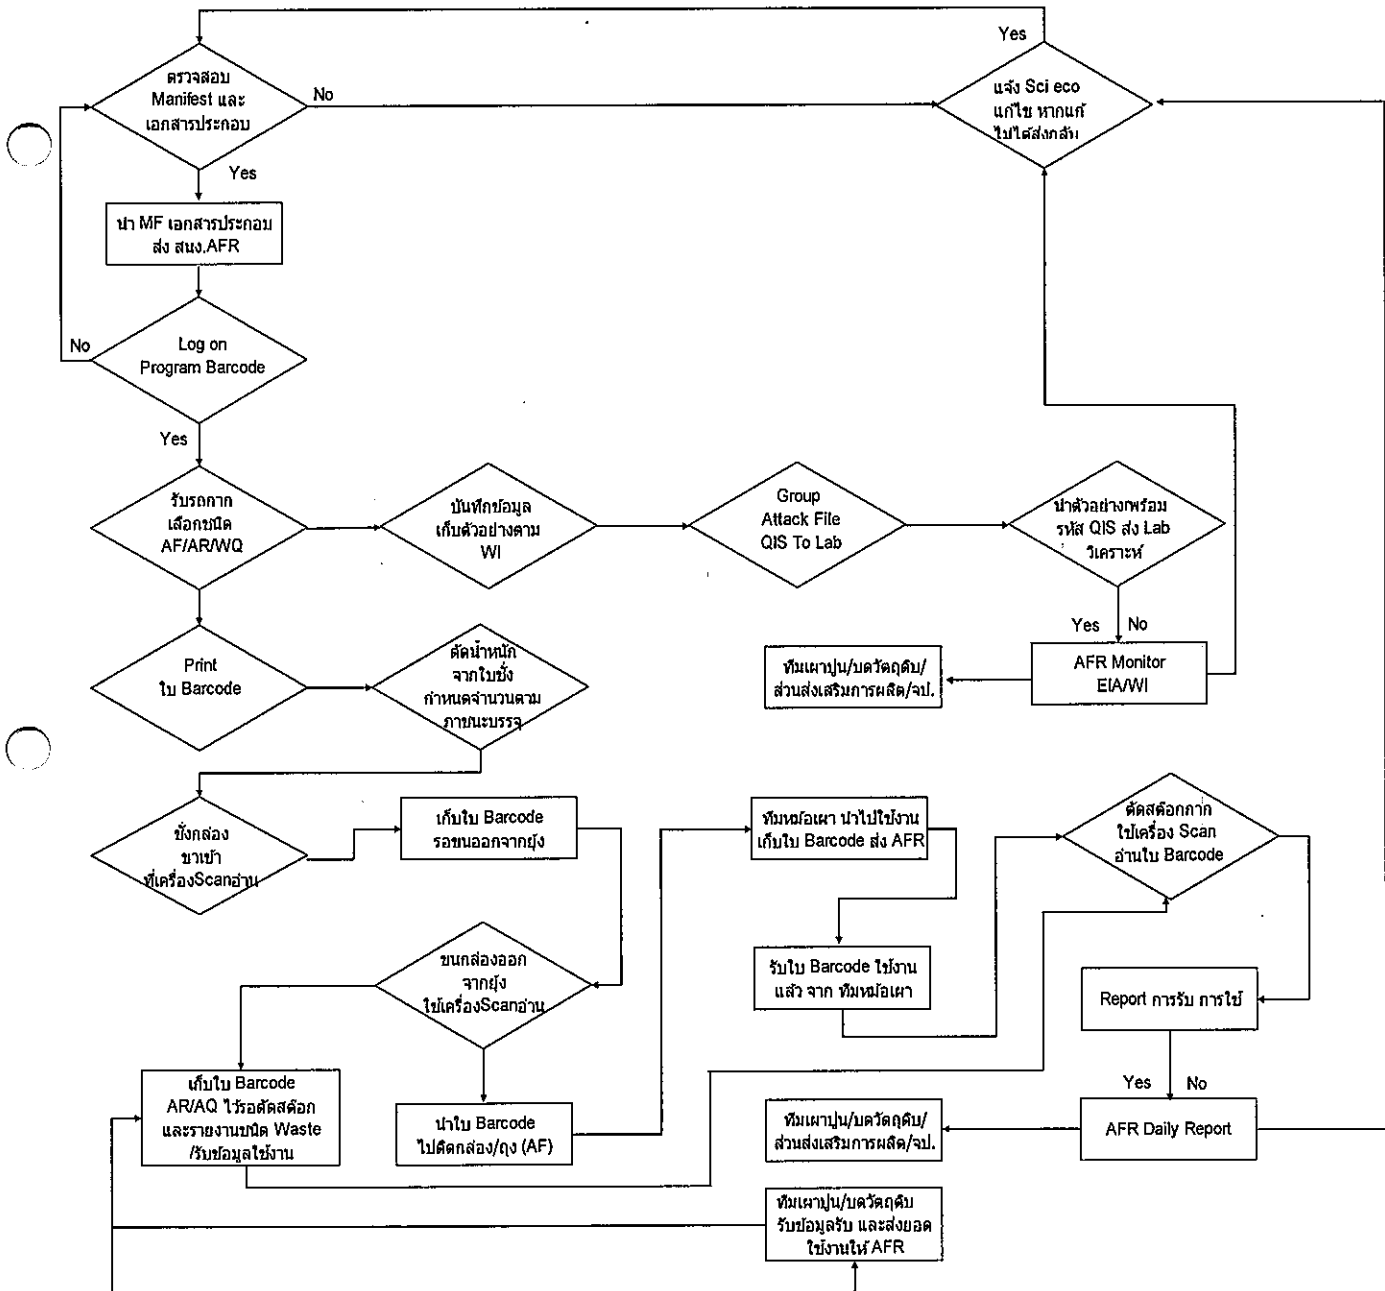 Yes
ตรวจสอบ
Manifest และ
เอกสารประกอบ
No
แจ้ง Sci eco
แก้ไข หากแก้
ไม่ได้ส่งกลับ
Yes
นำ MF เอกสารประกอบ
ส่ง สนง.AFR
No
Log on
Program Barcode
Yes
รับรถกาก
เลือกชนิด
AF/AR/WQ
บันทึกข้อมูล
เก็บตัวอย่างตาม
WI
Group
Attack File
QIS To Lab
นำตัวอย่างพร้อม
รหัส QIS ส่ง Lab
วิเคราะห์
Yes
No
Print
ใบ Barcode
ตัดน้ำหนัก
จากใบชั่ง
กำหนดจำนวนตาม
ภาชนะบรรจุ
ทีมเผาปูน/บดวัตถุดิบ/
ส่วนส่งเสริมการผลิต/จป.
AFR Monitor
EIA/WI
ชั่งกล่อง
ขาเข้า
ที่เครื่องScanอ่าน
เก็บใบ Barcode
รอขนออกจากยุ้ง
ทีมหม้อเผา นำไปใช้งาน
เก็บใบ Barcode ส่ง AFR
ตัดสต๊อกกาก
ใช้เครื่อง Scan
อ่านใบ Barcode
ขนกล่องออก
จากยุ้ง
ใช้เครื่องScanอ่าน
รับใบ Barcode ใช้งาน
แล้ว จาก ทีมหม้อเผา
Report การรับ การใช้
Yes
No
เก็บใบ Barcode
AR/AQ ไว้รอตัดสต๊อก
และรายงานชนิด Waste
/รับข้อมูลใช้งาน
นำใบ Barcode
ไปติดกล่อง/ถุง (AF)
ทีมเผาปูน/บดวัตถุดิบ/
ส่วนส่งเสริมการผลิต/จป.
AFR Daily Report
ทีมเผาปูน/บดวัตถุดิบ
รับข้อมูลรับ และส่งยอด
ใช้งานให้ AFR